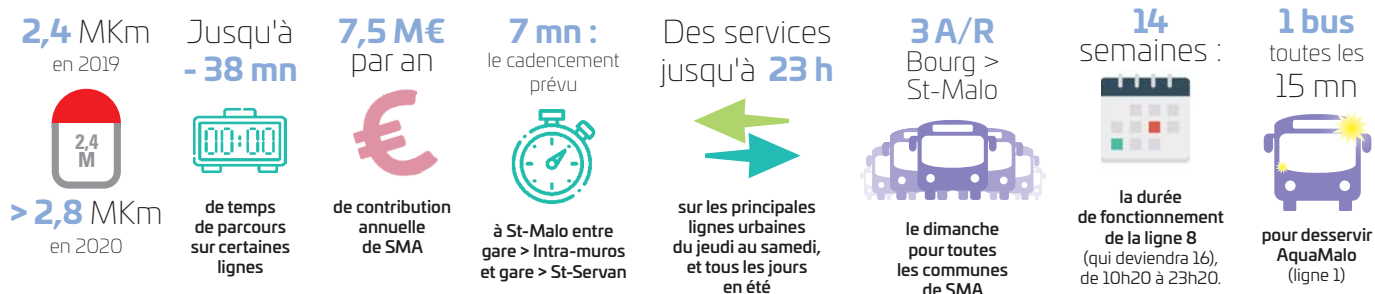 2,4 MKm
en 2019
2,4
M
> 2,8 MKm
en 2020
Jusqu'à
- 38 mn
00:00
de temps
de parcours
sur certaines
lignes
7,5 M€
par an
€
de contribution
annuelle
de SMA
7 mn :
le cadencement
prévu
à St-Malo entre
gare > Intra-muros
et gare > St-Servan
Des services
jusqu'à 23 h
sur les principales
lignes urbaines
du jeudi au samedi,
et tous les jours
en été
3 A/R
Bourg >
St-Malo
le dimanche
pour toutes
les communes
de SMA
14
semaines :
la durée
de fonctionnement
de la ligne 8
(qui deviendra 16),
de 10h20 à 23h20.
1 bus
toutes les
15 mn
pour desservir
AquaMalo
(ligne 1)